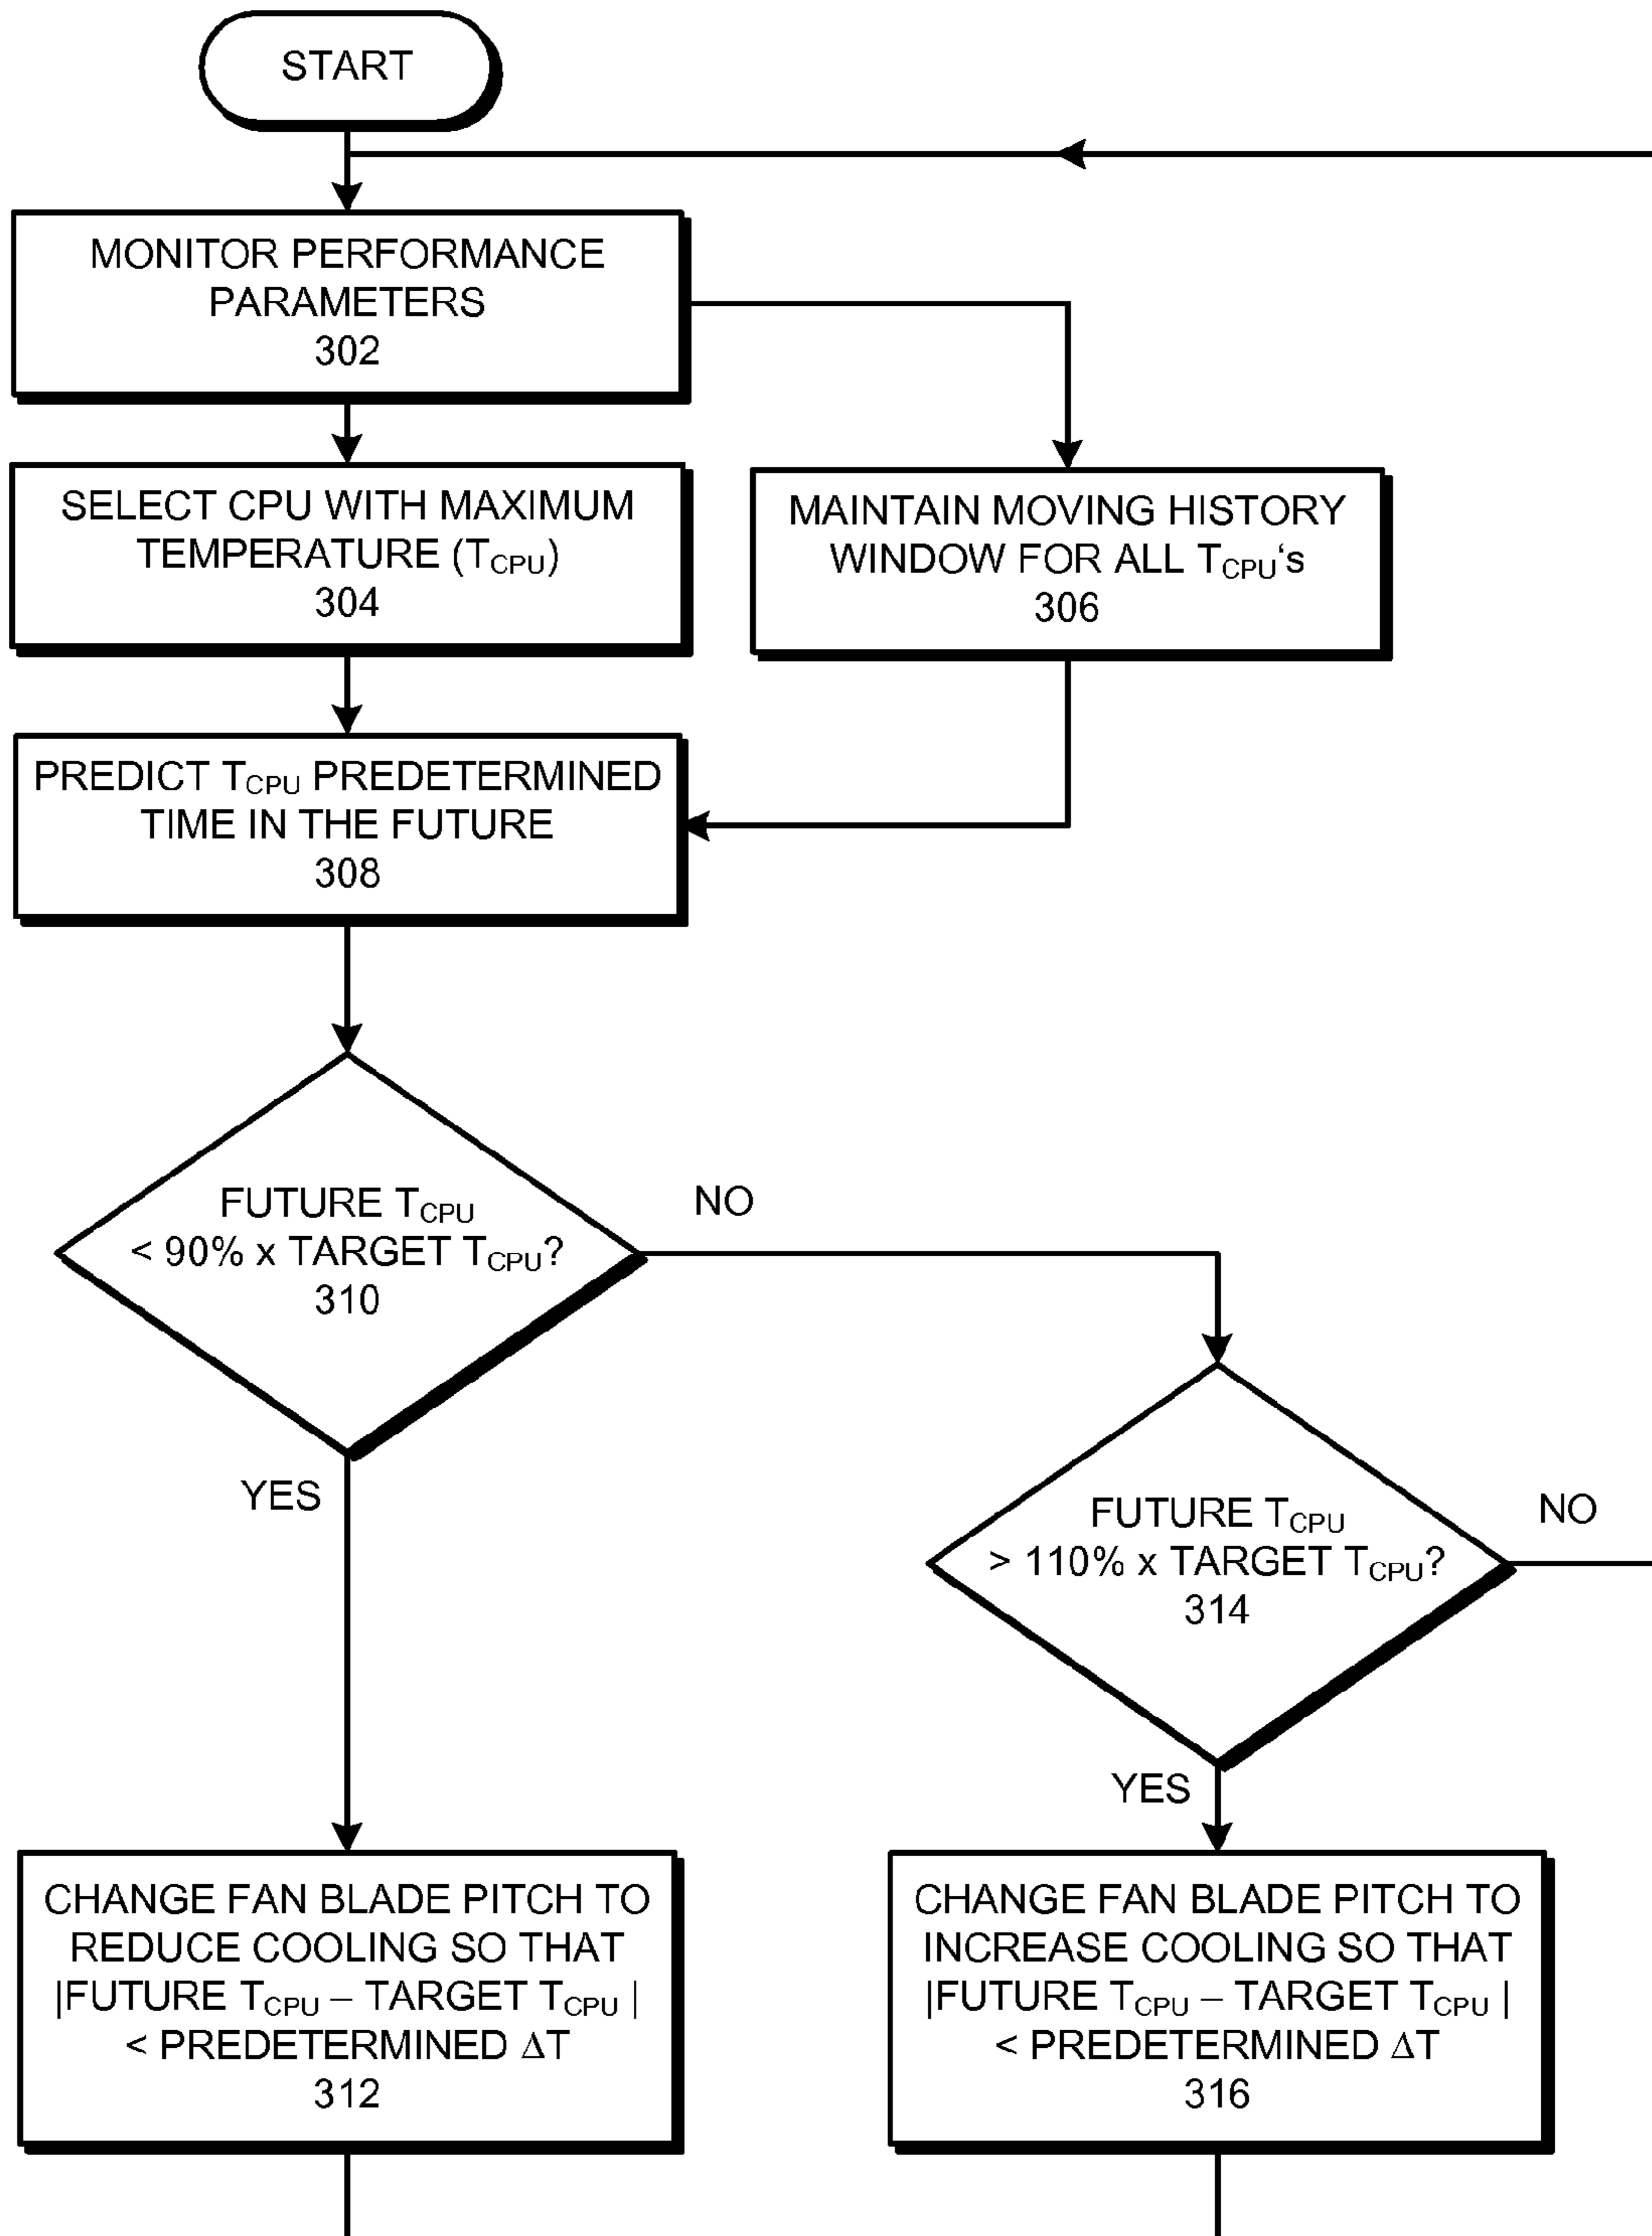 START
MONITOR PERFORMANCE
PARAMETERS
302
SELECT CPU WITH MAXIMUM
TEMPERATURE (TCPU)
304
MAINTAIN MOVING HISTORY
WINDOW FOR ALL TCPU‘s
306
PREDICT TCPU PREDETERMINED
TIME IN THE FUTURE
308
FUTURE TCPU
< 90% x TARGET TCPU?
310
NO
YES
FUTURE TCPU
> 110% x TARGET TCPU?
314
NO
YES
CHANGE FAN BLADE PITCH TO
REDUCE COOLING SO THAT
|FUTURE TCPU – TARGET TCPU |
< PREDETERMINED ΔT
312
CHANGE FAN BLADE PITCH TO
INCREASE COOLING SO THAT
|FUTURE TCPU – TARGET TCPU |
< PREDETERMINED ΔT
316